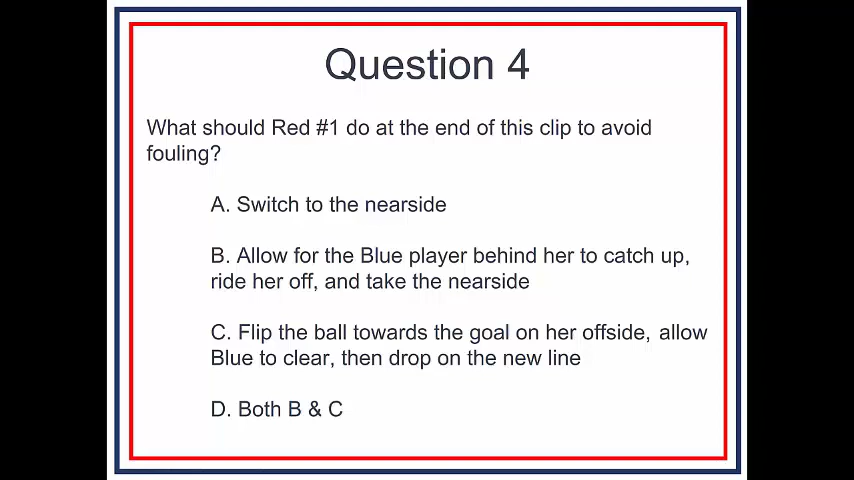 Question 4
What should Red #1 do at the end of this clip to avoid
fouling?
A. Switch to the nearside
B. Allow for the Blue player behind her to catch up,
ride her off, and take the nearside
C. Flip the ball towards the goal on her offside, allow
Blue to clear, then drop on the new line
D. Both B & C